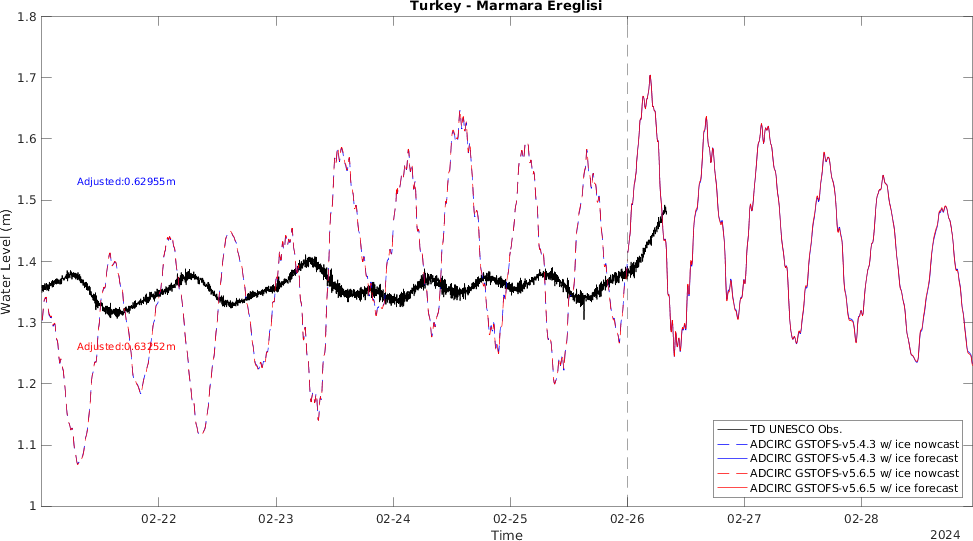 Turkey - Marmara Ereglisi
1.8
1.7
1.6
1.5
1.4
1.3
1.2
1.1
1
Water Level (m)
Adjusted:0.62955m
Adjusted:0.63252m
TD UNESCO Obs.
ADCIRC GSTOFS-v5.4.3 w/ ice nowcast
ADCIRC GSTOFS-v5.4.3 w/ ice forecast
ADCIRC GSTOFS-v5.6.5 w/ ice nowcast
ADCIRC GSTOFS-v5.6.5 w/ ice forecast
02-22 02-23 02-24 02-25 02-26 02-27 02-28
Time
2024